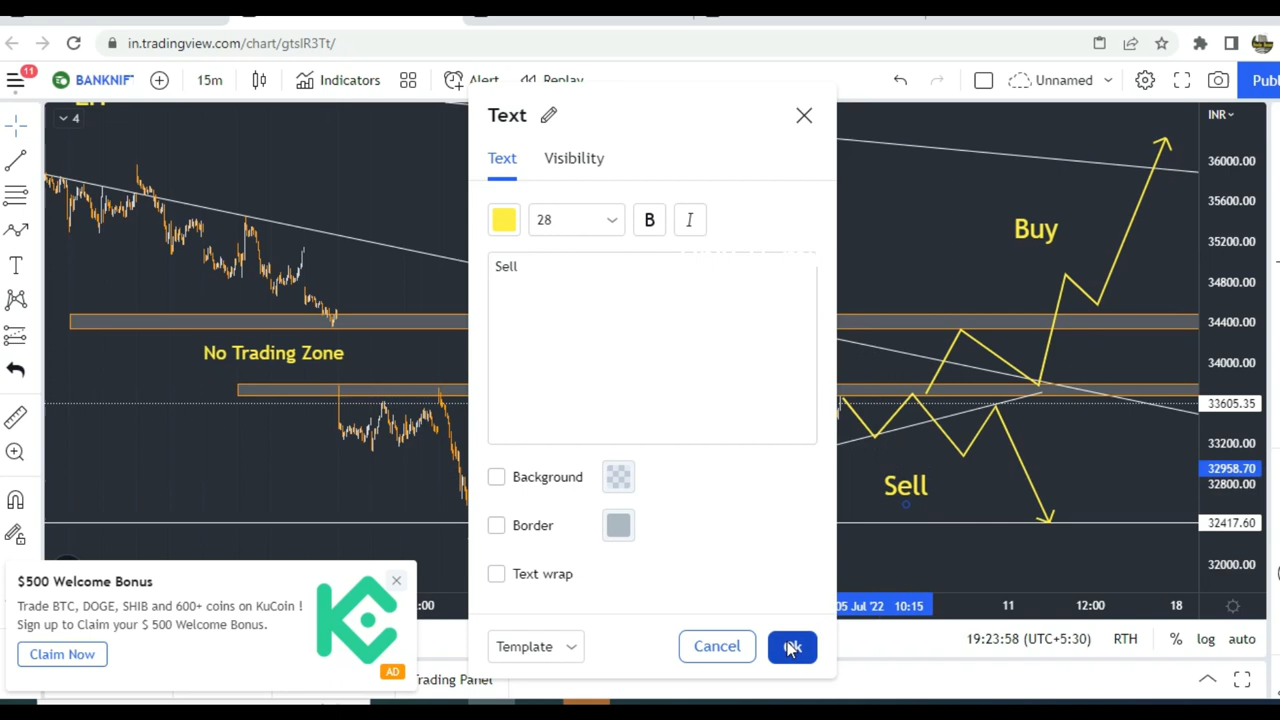 in.tradingview.com/chart/gtslR3Tt/
11
BANKNIF
15m
Indicators
Alert
Replay
Unnamed
Publ
4
INR
Text
Text
Visibility
28
B
I
Sell
Background
Border
Text wrap
Template
Cancel
Ok
No Trading Zone
Buy
Sell
36000.00
35600.00
35200.00
34800.00
34400.00
34000.00
33605.35
33200.00
32958.70
32800.00
32417.60
32000.00
:00
05 Jul '22 10:15
11
12:00
18
$500 Welcome Bonus
Trade BTC, DOGE, SHIB and 600+ coins on KuCoin !
Sign up to Claim your $ 500 Welcome Bonus.
Claim Now
AD
19:23:58 (UTC+5:30)
RTH
%
log
auto
Trading Panel